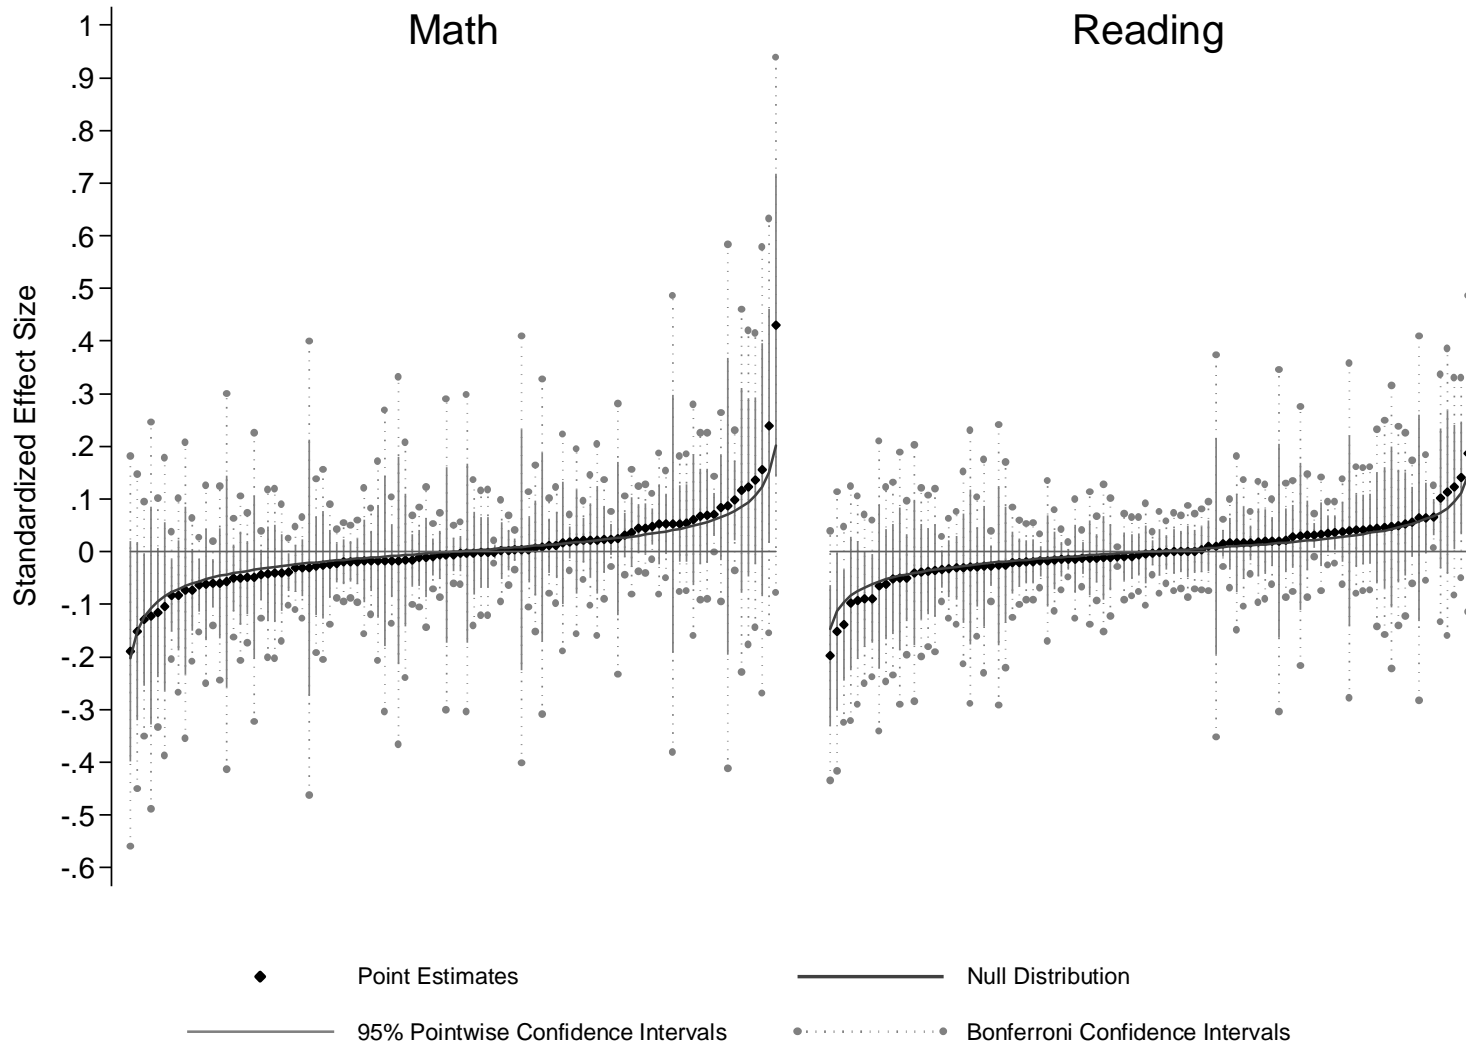 Math
Reading
1
.9
.8
.7
.6
.5
.4
.3
.2
.1
0
-.1
-.2
-.3
-.4
-.5
-.6
Standardized Effect Size
Point Estimates
Null Distribution
95% Pointwise Confidence Intervals
Bonferroni Confidence Intervals